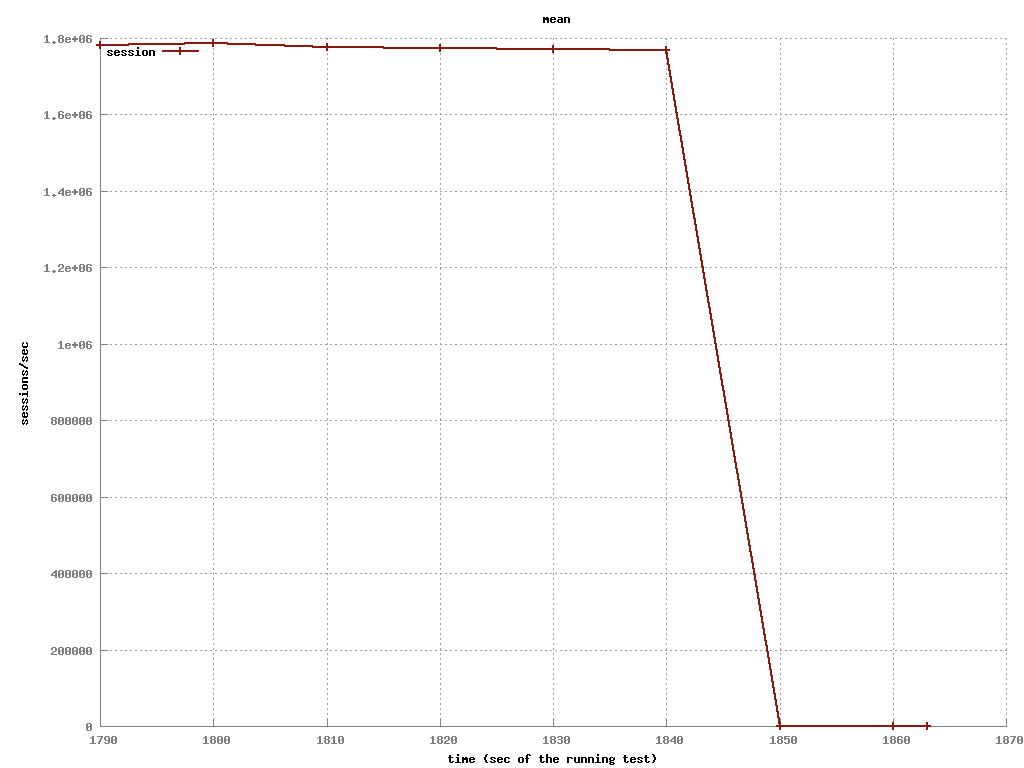 mean
1.8e+06
session
1.6e+06
1.4e+06
1.2e+06
1e+06
800000
600000
400000
200000
0
sessions/sec
1790 1800 1810 1820 1830 1840 1850 1860 1870
time (sec of the running test)